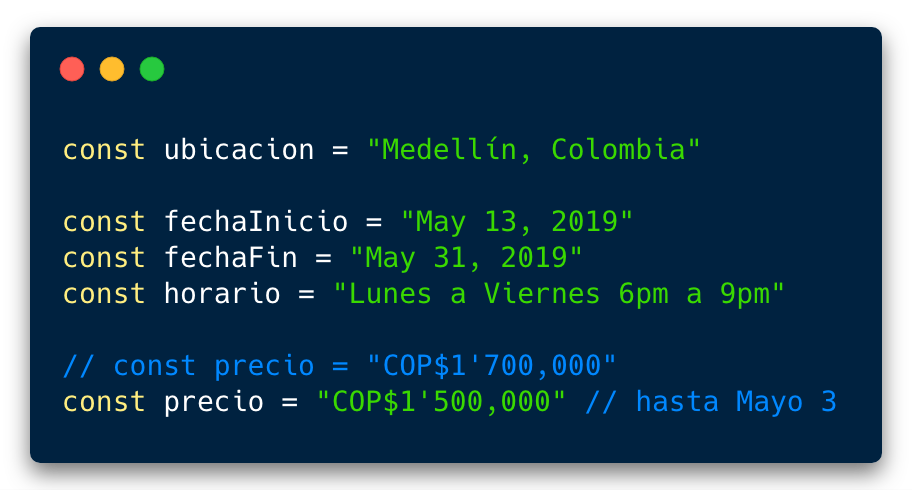 const ubicacion = "Medellín, Colombia"
const fechaInicio = "May 13, 2019"
const fechaFin = "May 31, 2019"
const horario = "Lunes a Viernes 6pm a 9pm"
// const precio = "COP$1'700,000"
const precio = "COP$1'500,000" // hasta Mayo 3